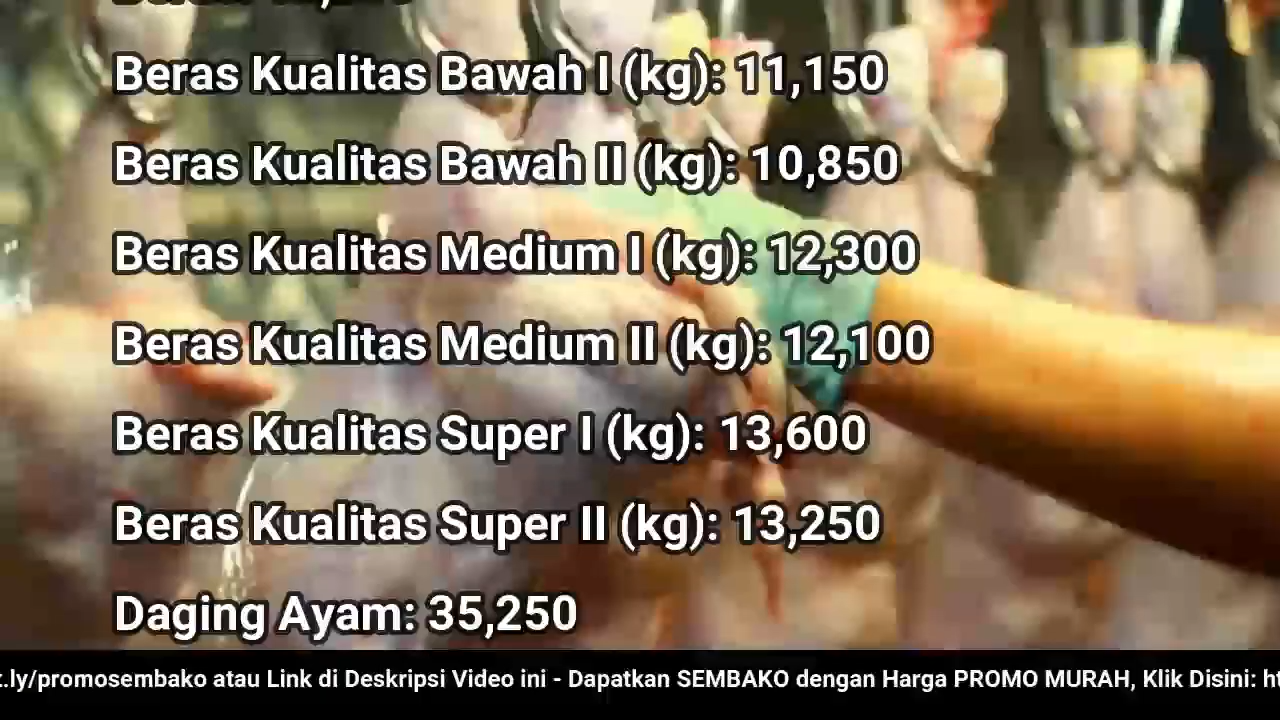 Beras Kualitas Bawah I (kg): 11,150
Beras Kualitas Bawah II (kg): 10,850
Beras Kualitas Medium I (kg): 12,300
Beras Kualitas Medium II (kg): 12,100
Beras Kualitas Super I (kg): 13,600
Beras Kualitas Super II (kg): 13,250
Daging Ayam: 35,250
.ly/promosembako atau Link di Deskripsi Video ini - Dapatkan SEMBAKO dengan Harga PROMO MURAH, Klik Disini: